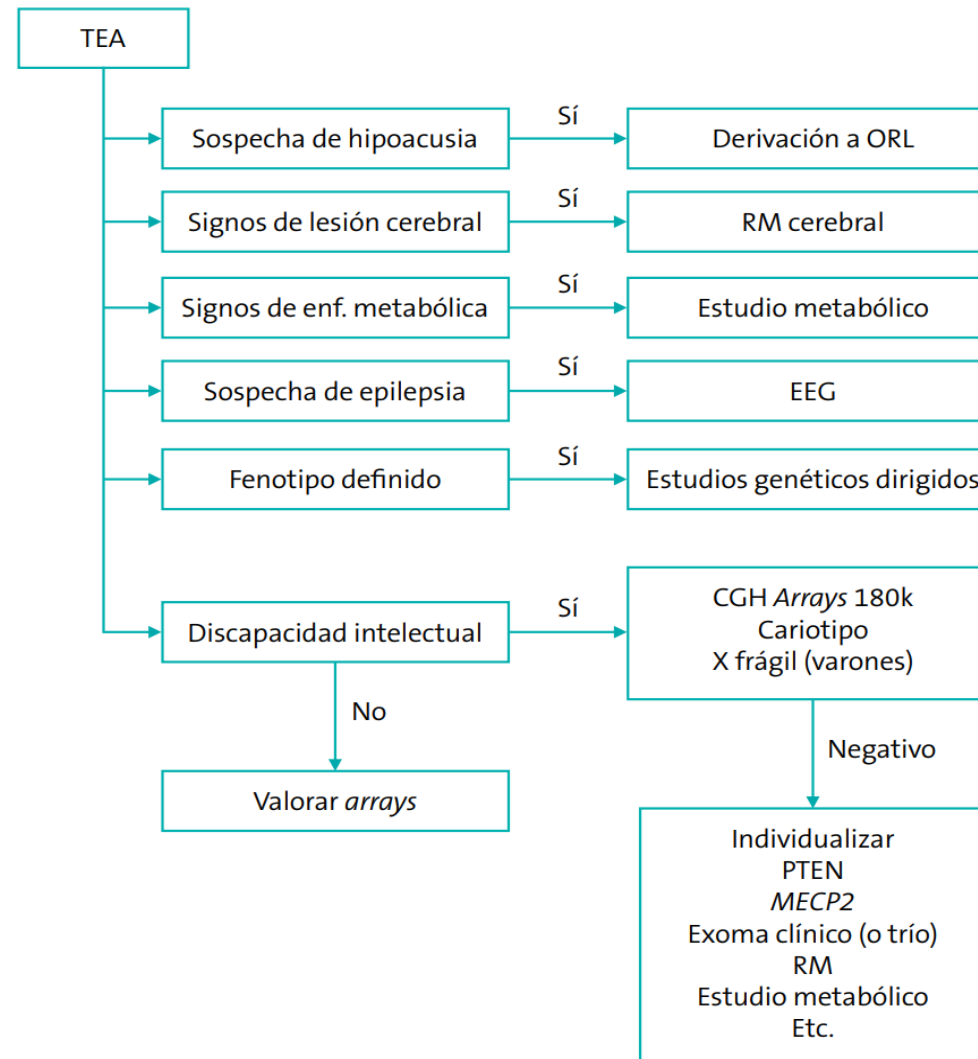 TEA
Sospecha de hipoacusia
Sí
Derivación a ORL
Signos de lesión cerebral
Sí
RM cerebral
Signos de enf. metabólica
Sí
Estudio metabólico
Sospecha de epilepsia
Sí
EEG
Fenotipo definido
Sí
Estudios genéticos dirigidos
Discapacidad intelectual
Sí
CGH Arrays 180k
Cariotipo
X frágil (varones)
No
Valorar arrays
Negativo
Individualizar
PTEN
MECP2
Exoma clínico (o trío)
RM
Estudio metabólico
Etc.